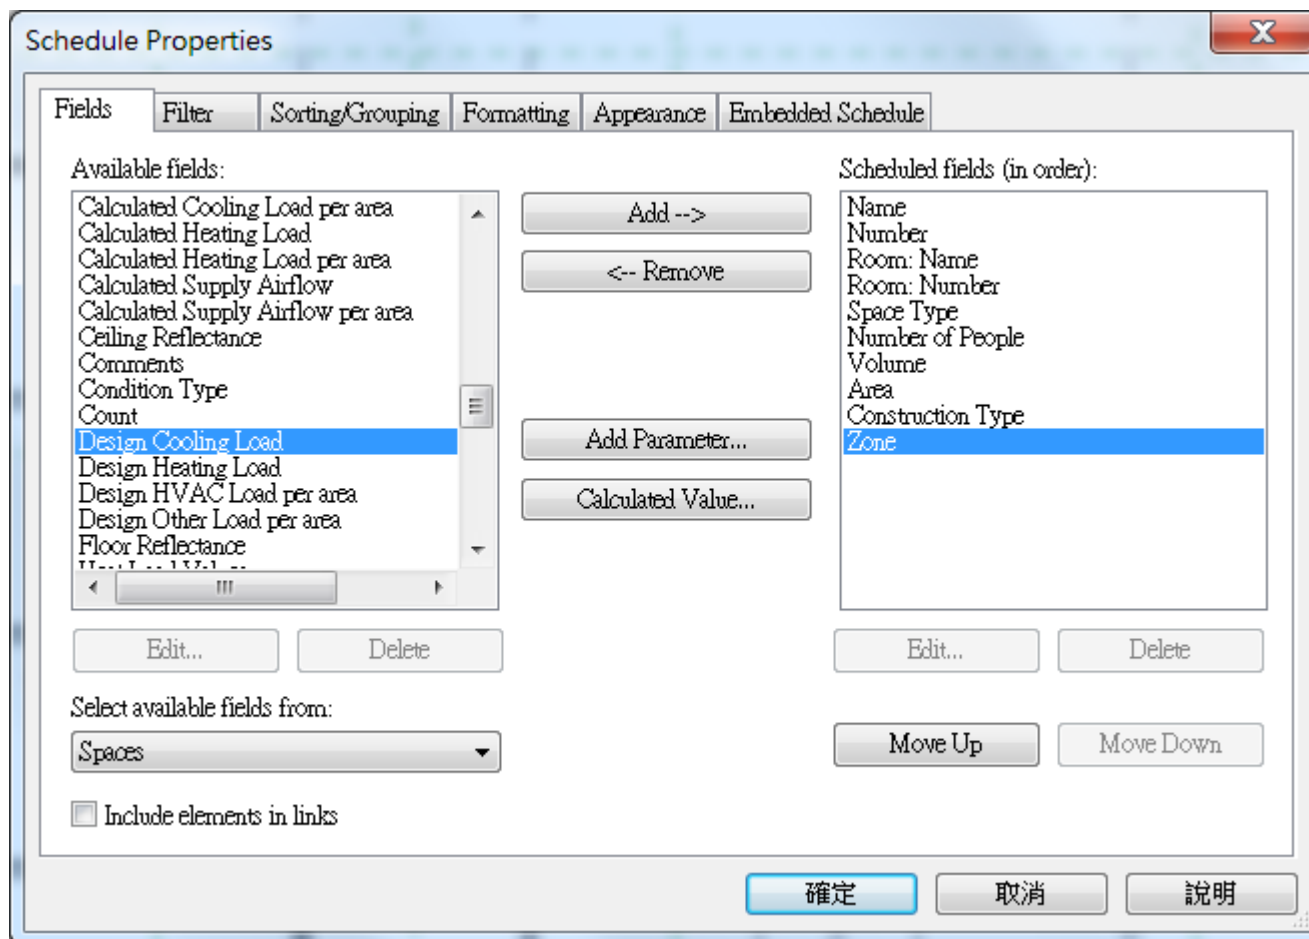 Schedule Properties
Fields
Filter
Sorting/Grouping
Formatting
Appearance
Embedded Schedule
Available fields:
Calculated Cooling Load per area
Calculated Heating Load
Calculated Heating Load per area
Calculated Supply Airflow
Calculated Supply Airflow per area
Ceiling Reflectance
Comments
Condition Type
Count
Design Cooling Load
Design Heating Load
Design HVAC Load per area
Design Other Load per area
Floor Reflectance
Edit...
Delete
Select available fields from:
Spaces
Include elements in links
Add -->
<-- Remove
Add Parameter...
Calculated Value...
Scheduled fields (in order):
Name
Number
Room: Name
Room: Number
Space Type
Number of People
Volume
Area
Construction Type
Zone
Edit...
Delete
Move Up
Move Down
確定
取消
說明